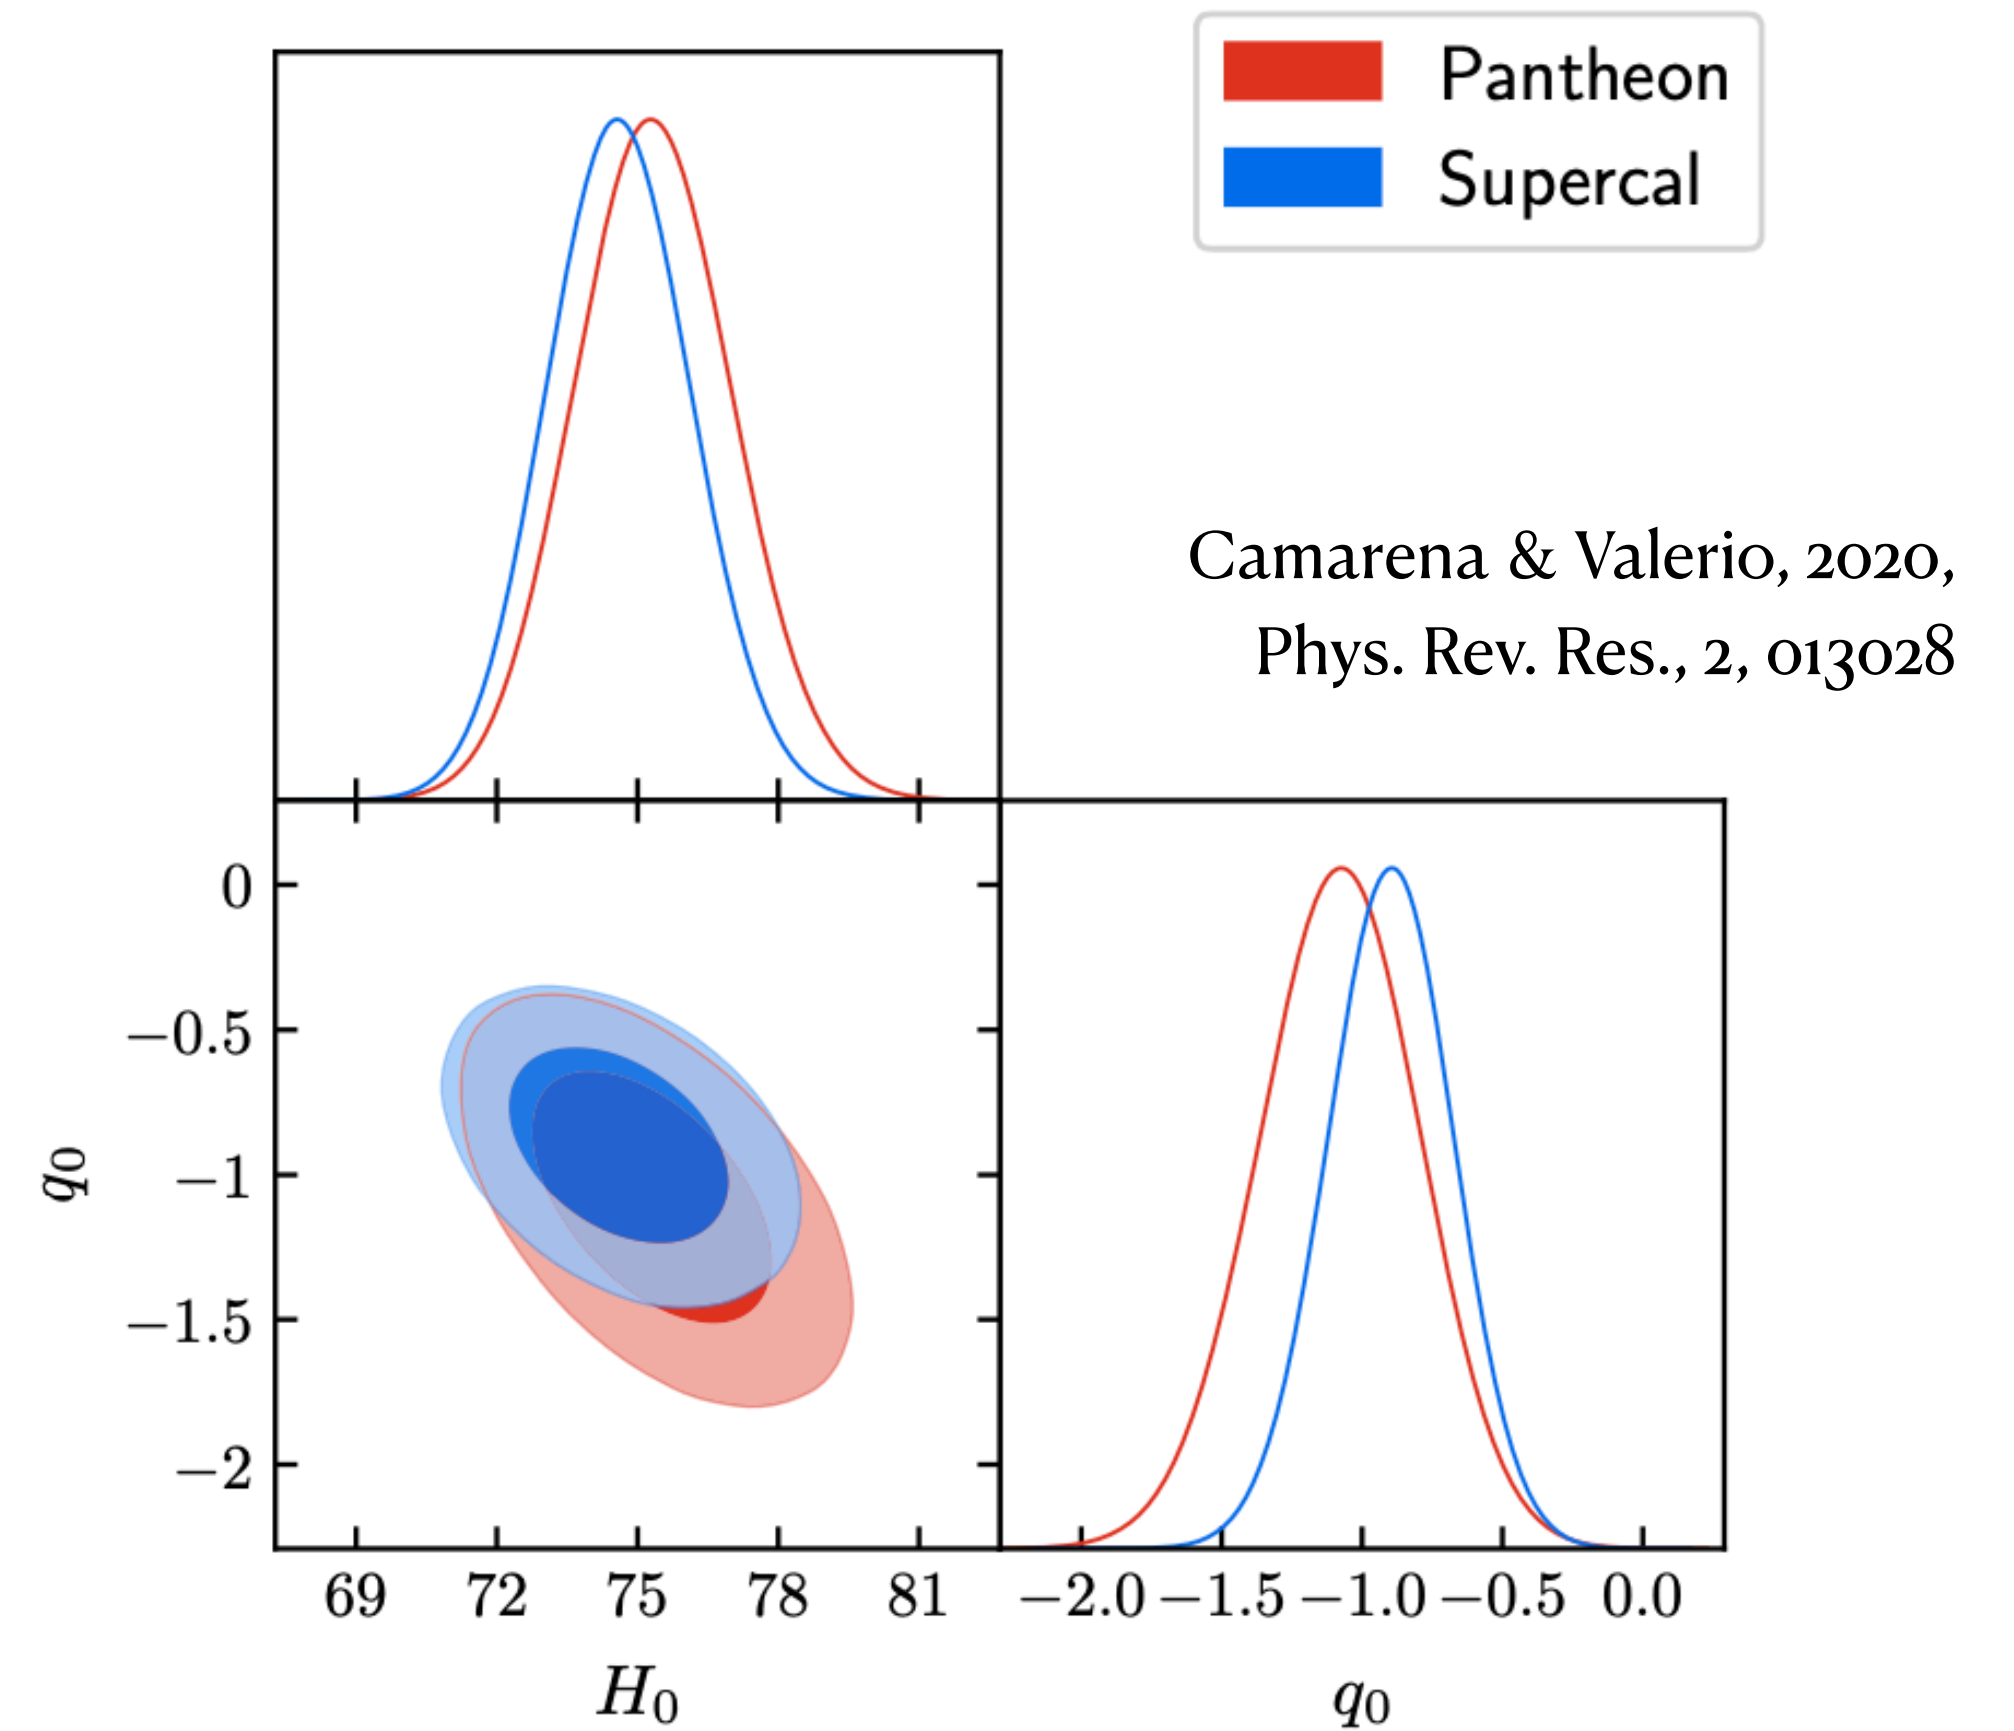 Pantheon
Supercal
Camarena & Valerio, 2020,
Phys. Rev. Res., 2, 013028
0
−0.5
−1
−1.5
−2
q₀
69 72 75 78 81
H₀
−2.0 −1.5 −1.0 −0.5 0.0
q₀